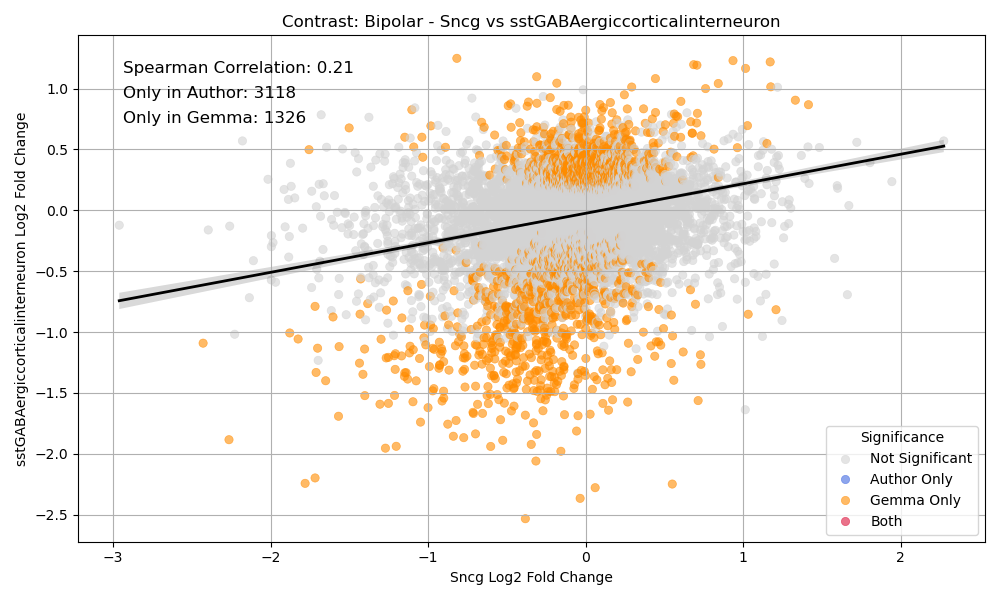 Contrast: Bipolar - Sncg vs sstGABAergiccorticalinterneuron
Spearman Correlation: 0.21
Only in Author: 3118
Only in Gemma: 1326
sstGABAergiccorticalinterneuron Log2 Fold Change
1.0
0.5
0.0
−0.5
−1.0
−1.5
−2.0
−2.5
Significance
Not Significant
Author Only
Gemma Only
Both
−3
−2
−1
0
1
2
Sncg Log2 Fold Change